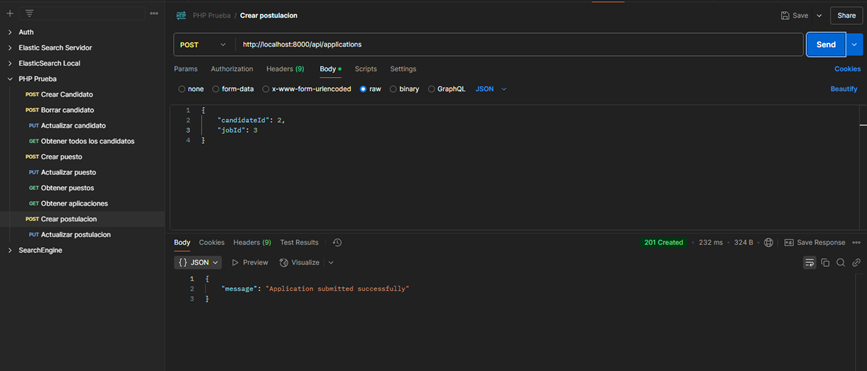 PHP Prueba / Crear postulacion
Save
Share
Auth
Elastic Search Servidor
ElasticSearch Local
PHP Prueba
POST Crear Candidato
POST Borrar candidato
PUT Actualizar candidato
GET Obtener todos los candidatos
POST Crear puesto
PUT Actualizar puesto
GET Obtener puestos
GET Obtener aplicaciones
POST Crear postulacion
PUT Actualizar postulacion
SearchEngine
POST http://localhost:8000/api/applications
Send
Params Authorization Headers (9) Body Scripts Settings Cookies
none form-data x-www-form-urlencoded raw binary GraphQL JSON Beautify
1 {
2 "candidateId": 2,
3 "jobId": 3
4 }
Body Cookies Headers (9) Test Results 201 Created 232 ms 324 B Save Response
{} JSON Preview Visualize
1 {
2 "message": "Application submitted successfully"
3 }